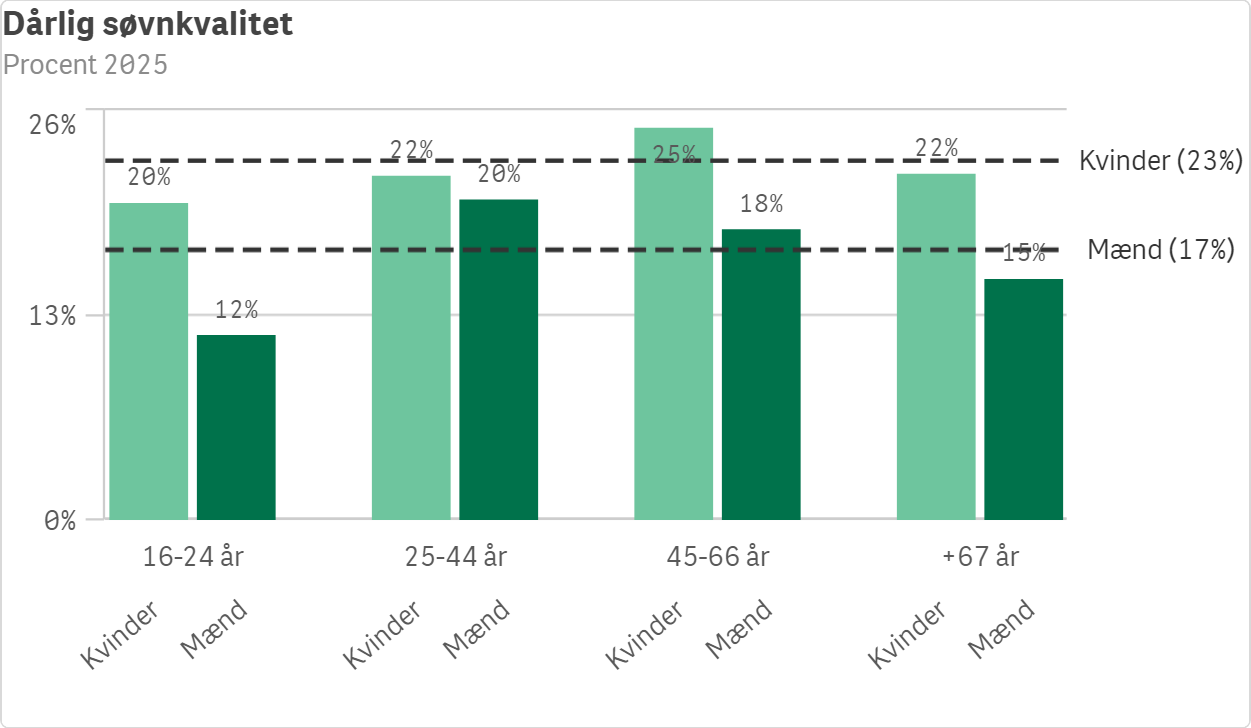 Dårlig søvnkvalitet
Procent 2025
26%
13%
0%
20%
12%
22%
20%
25%
18%
22%
15%
Kvinder (23%)
Mænd (17%)
16-24 år
25-44 år
45-66 år
+67 år
Kvinder
Mænd
Kvinder
Mænd
Kvinder
Mænd
Kvinder
Mænd